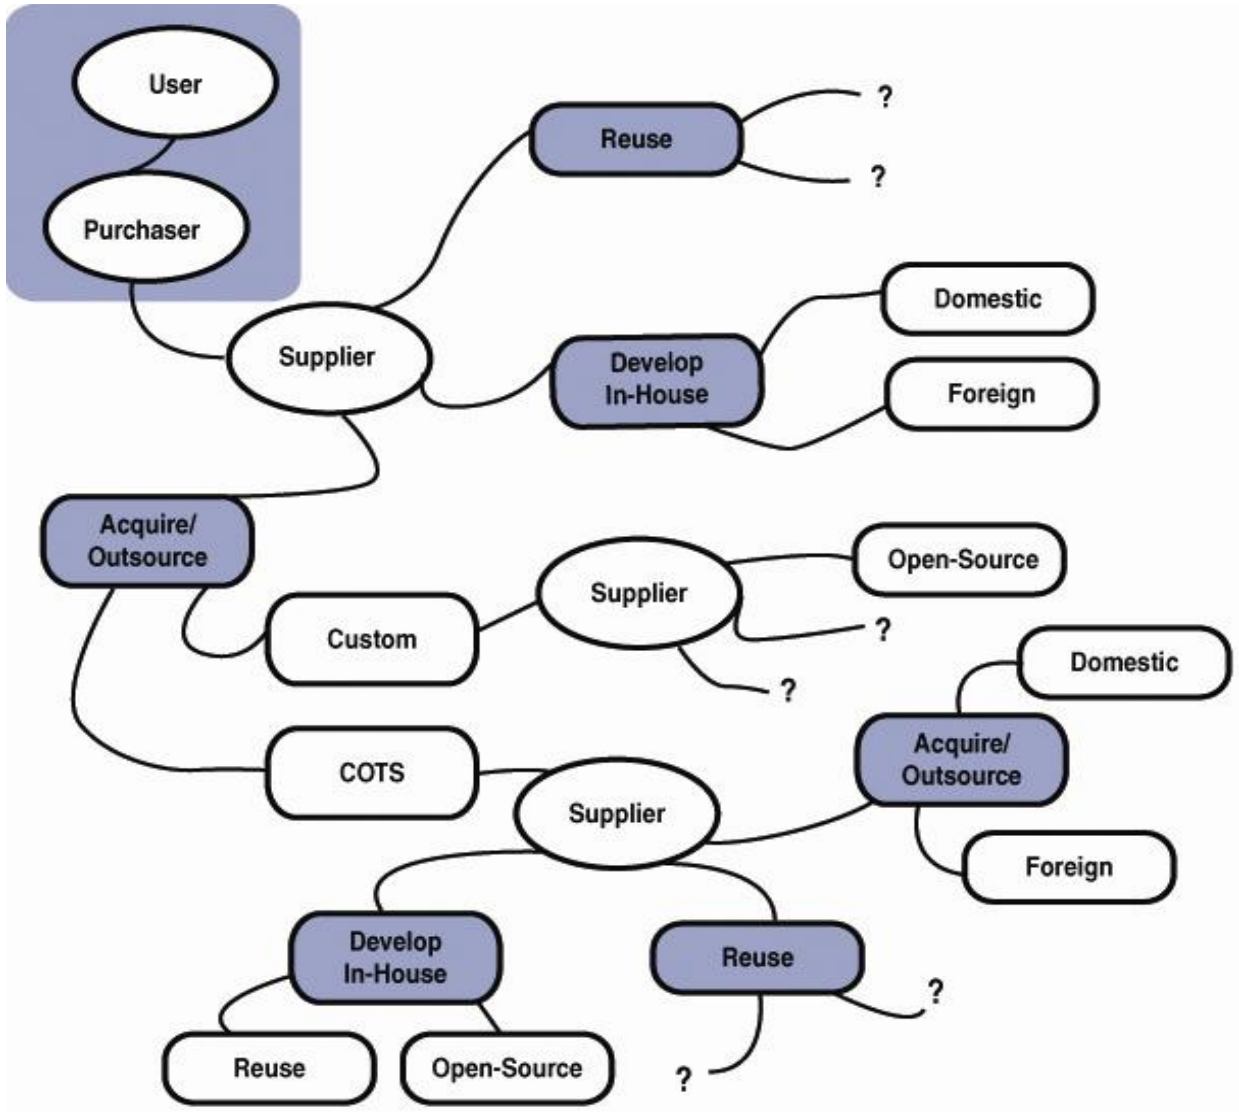 User
?
Reuse
?
Purchaser
Domestic
Supplier
Develop
In-House
Foreign
Acquire/
Outsource
Open-Source
Supplier
?
Custom
Domestic
?
Acquire/
Outsource
COTS
Supplier
Foreign
Develop
In-House
Reuse
?
Reuse
Open-Source
?